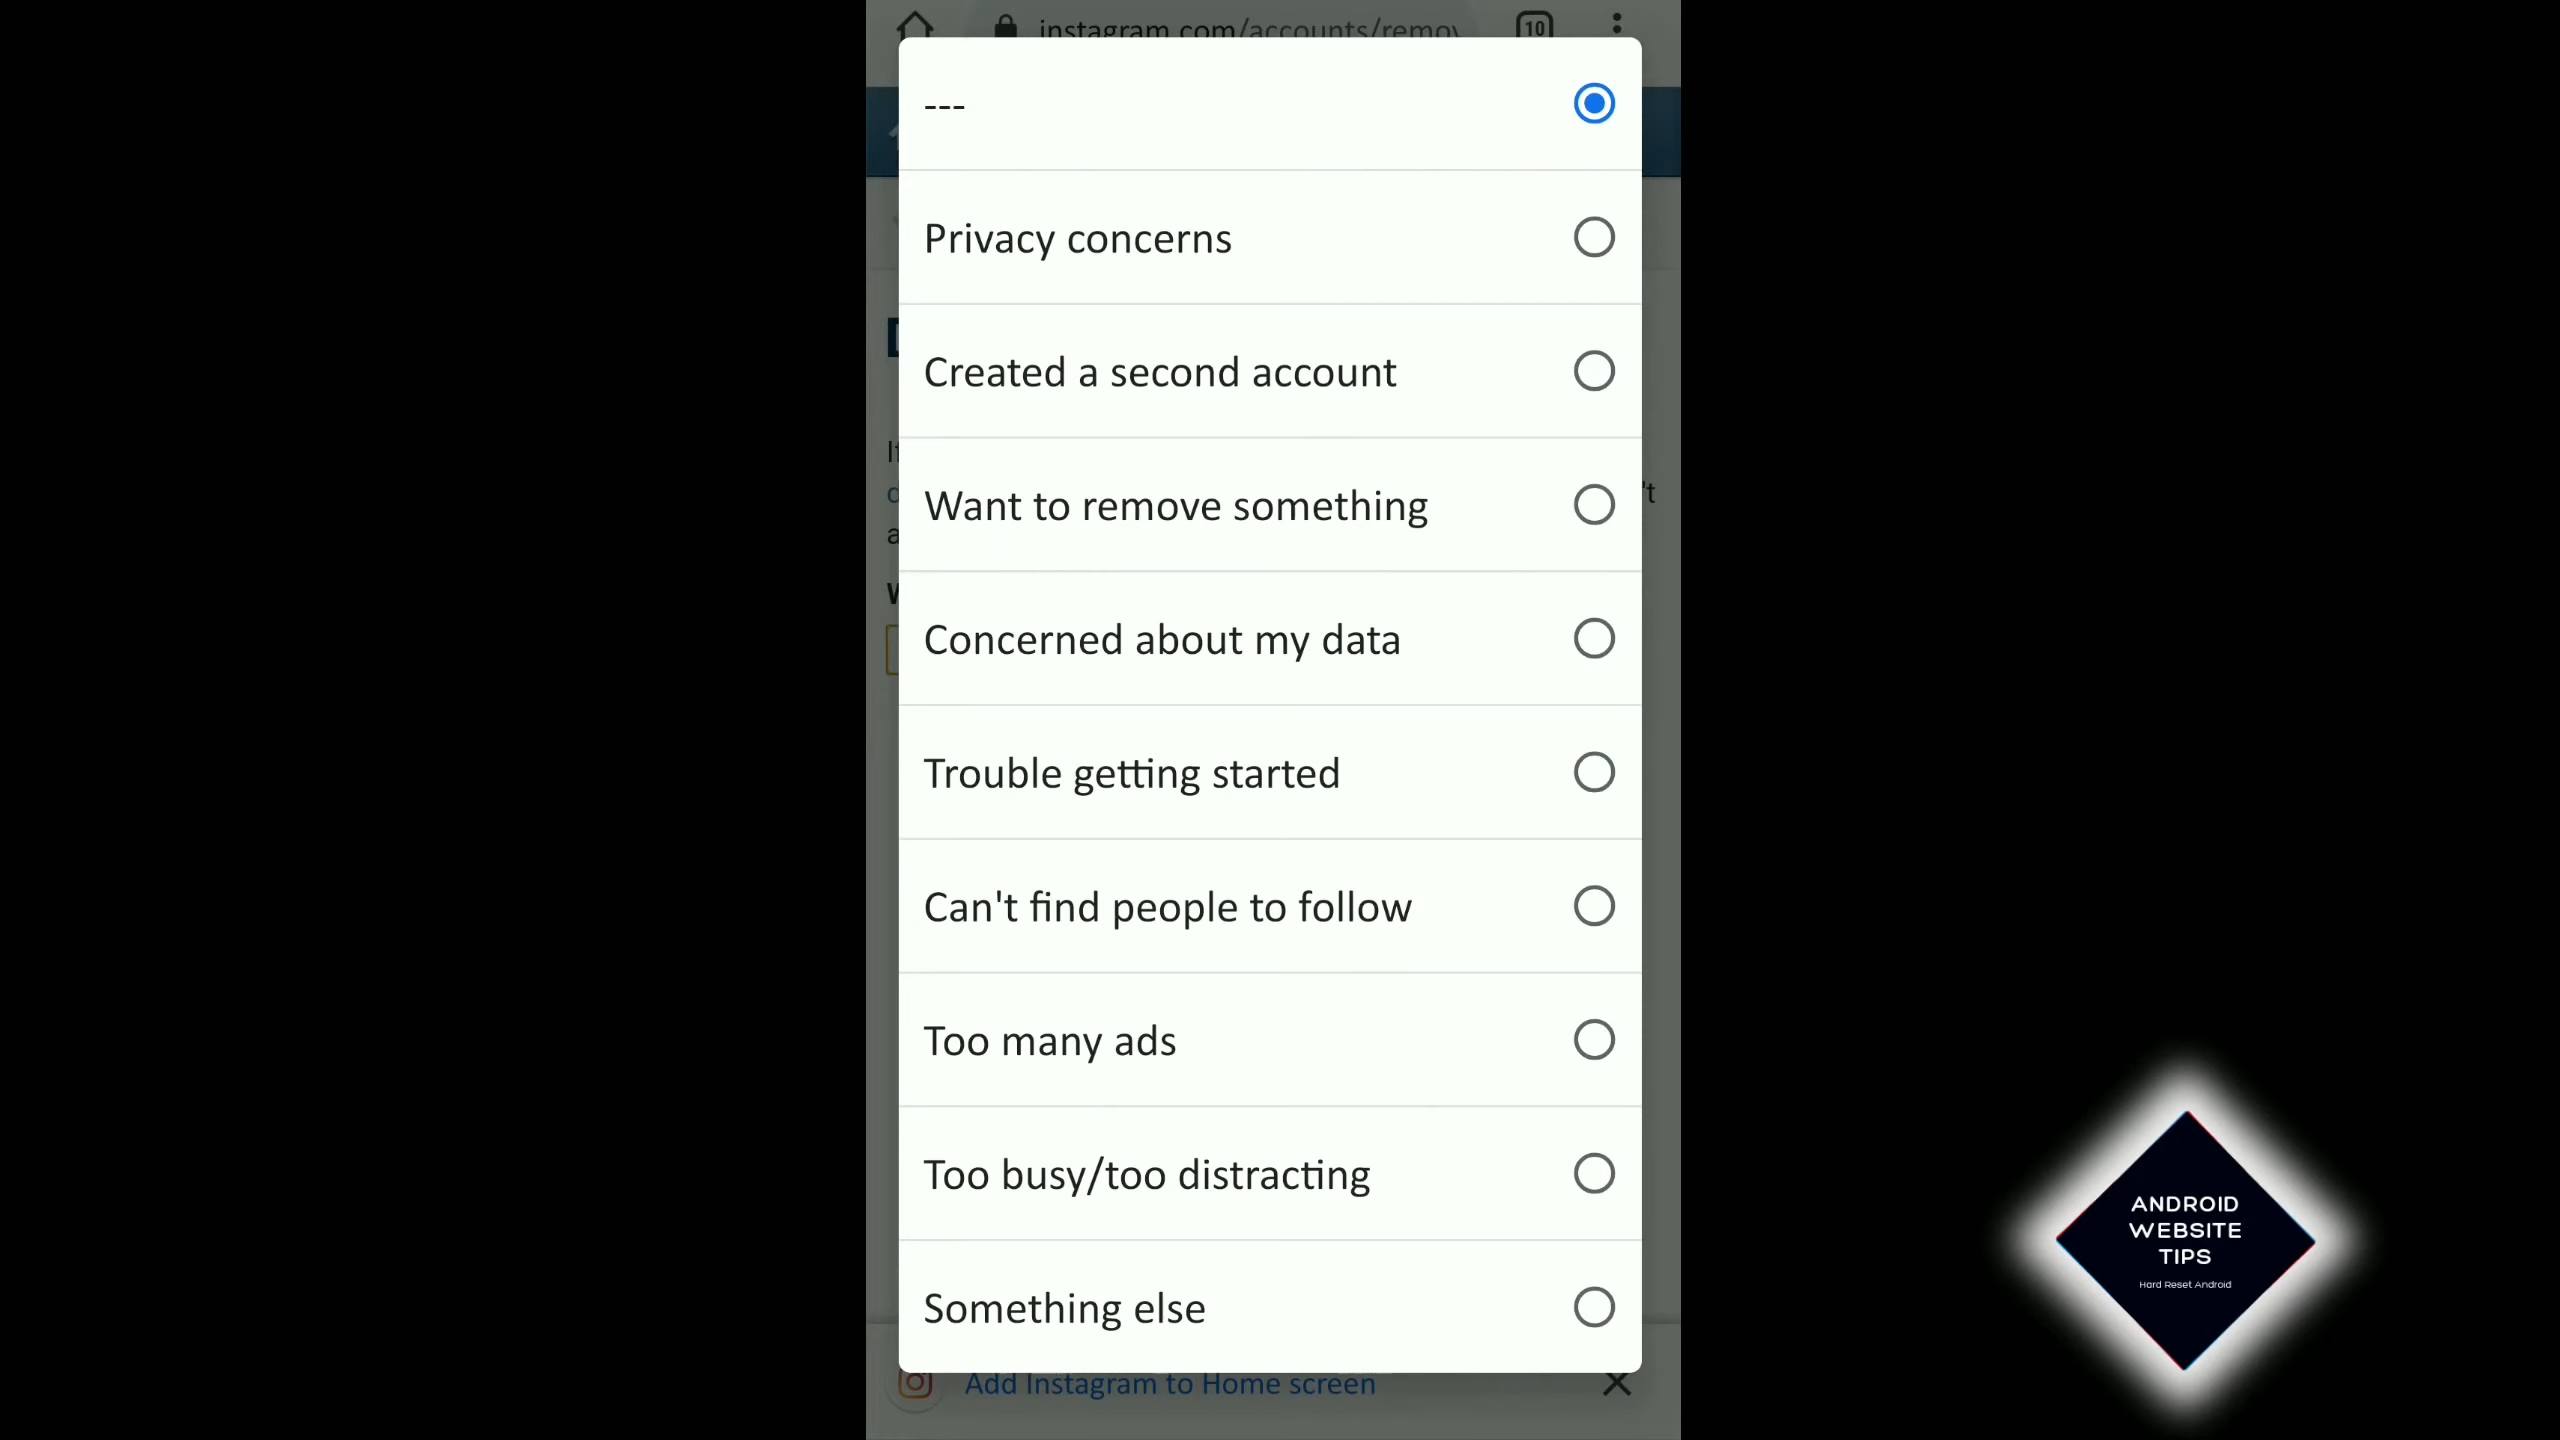 instagram.com/accounts/remov
10
---
Privacy concerns
Created a second account
Want to remove something
't
Concerned about my data
Trouble getting started
Can't find people to follow
Too many ads
Too busy/too distracting
Something else
Add Instagram to Home screen
ANDROID
WEBSITE
TIPS
Hard Reset Android